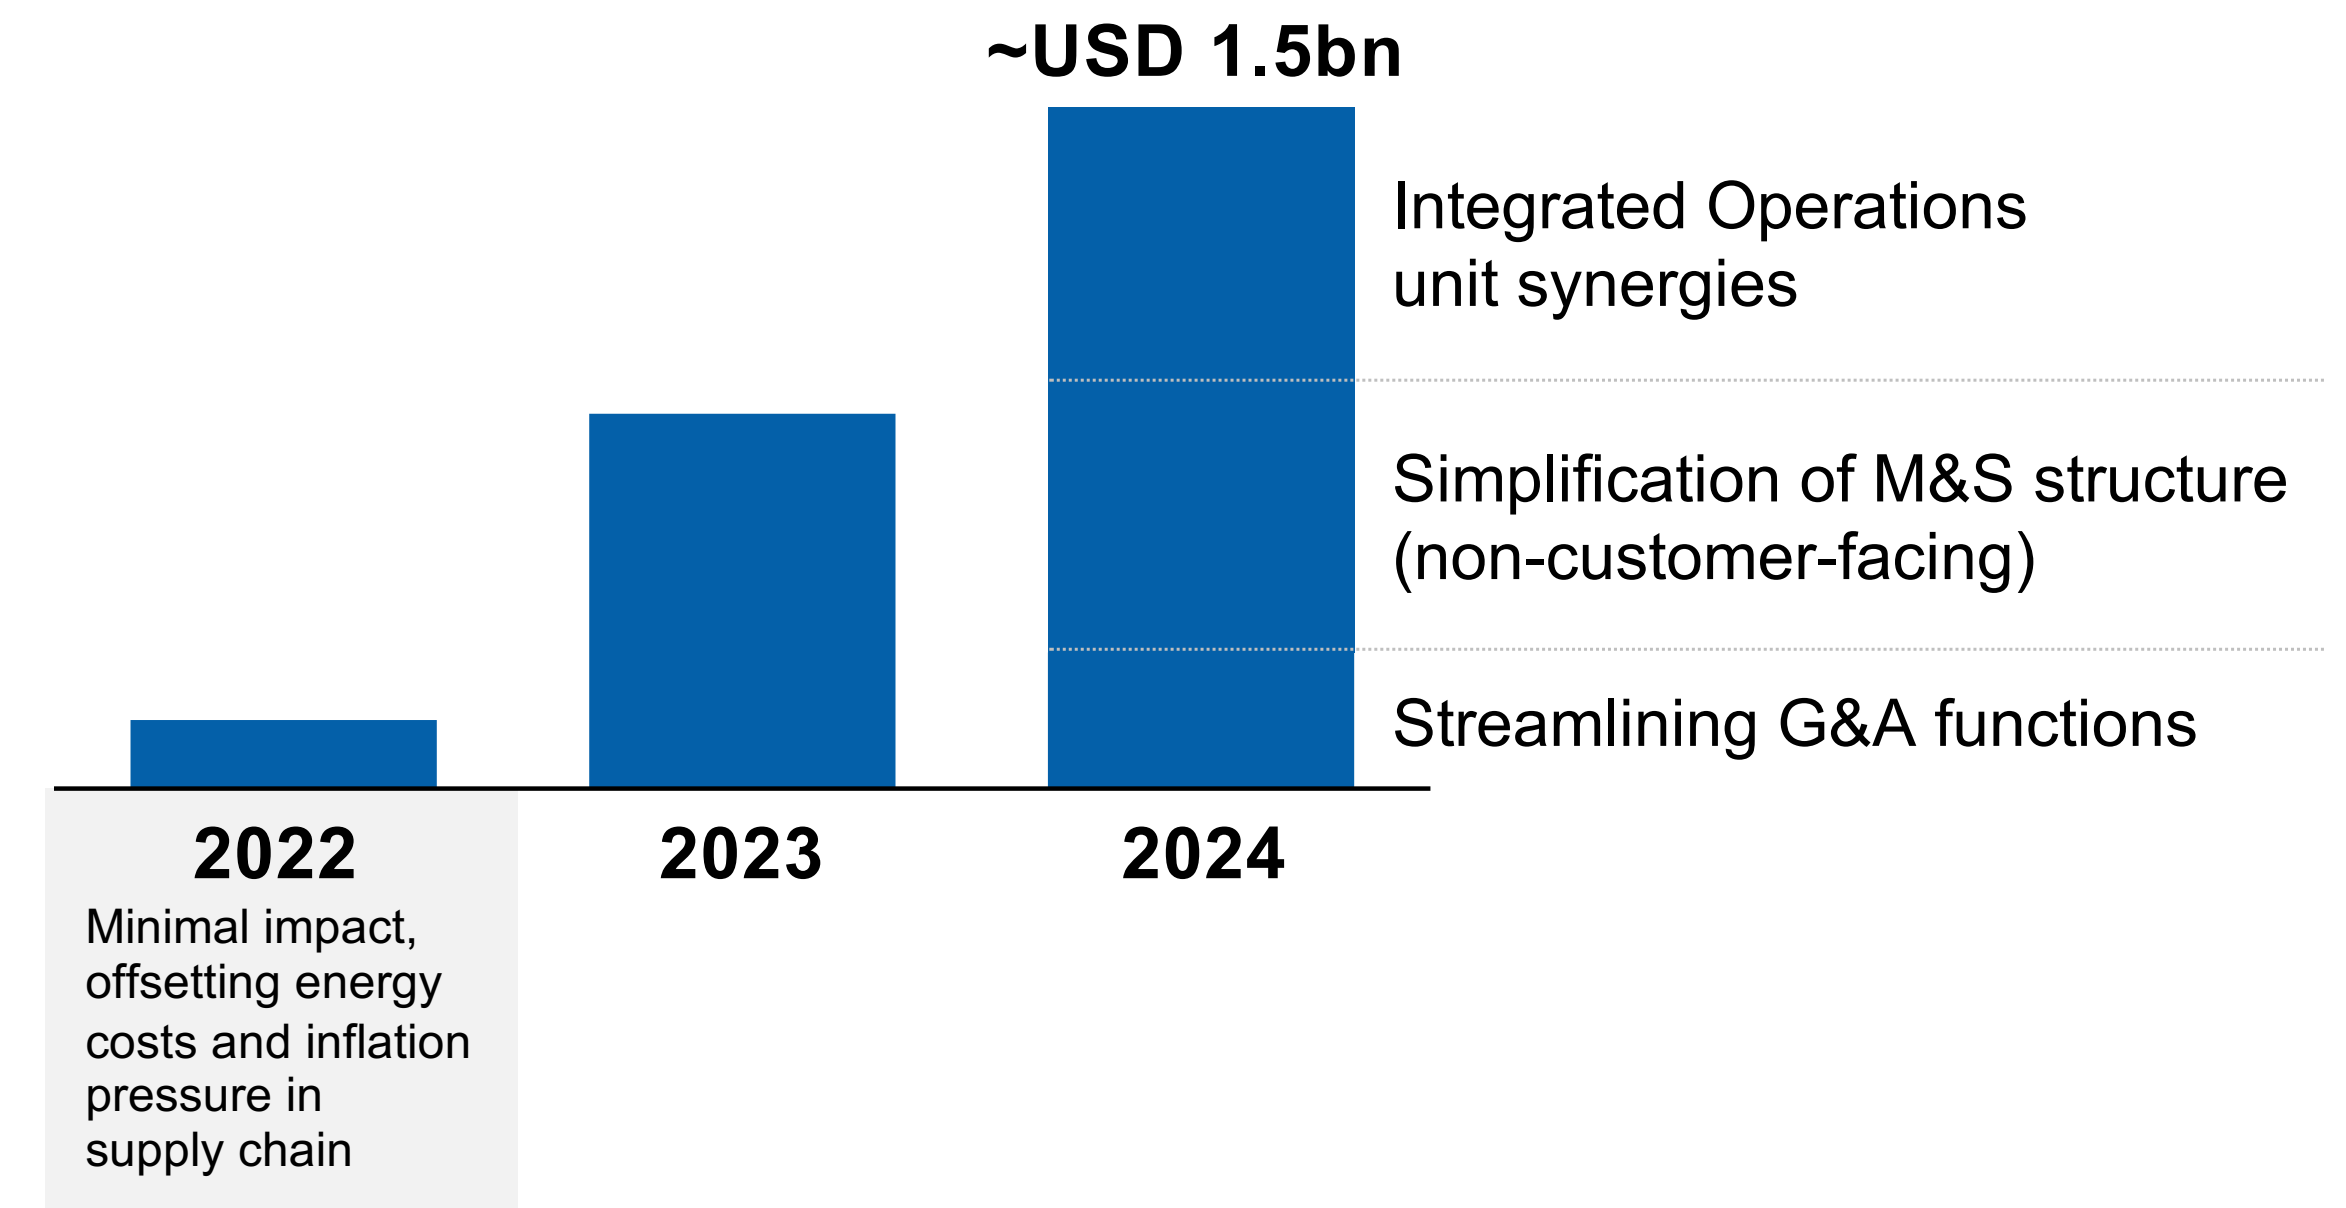 ~USD 1.5bn
Integrated Operations
unit synergies
Simplification of M&S structure
(non-customer-facing)
Streamlining G&A functions
2022
2023
2024
Minimal impact,
offsetting energy
costs and inflation
pressure in
supply chain